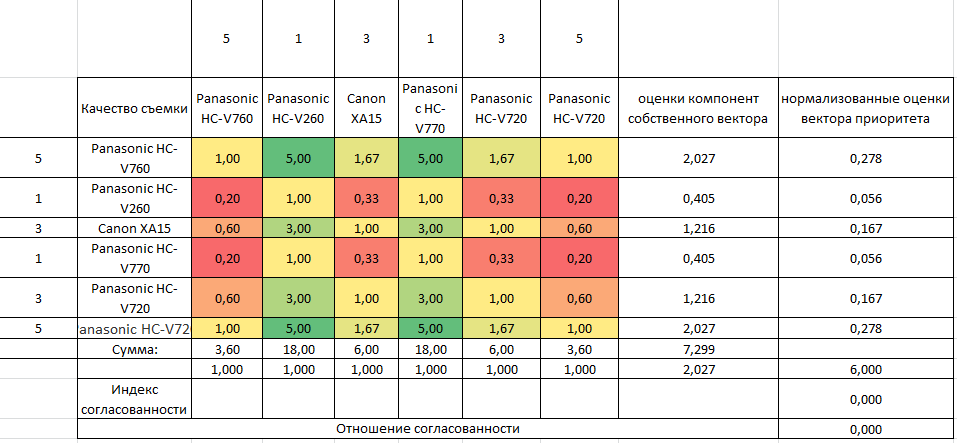 5 1 3 1 3 5
Качество съемки Panasonic HC-V760 Panasonic HC-V260 Canon XA15 Panasoni c HC-V770 Panasonic HC-V720 Panasonic HC-V720 оценки компонент собственного вектора нормализованные оценки вектора приоритета
5 Panasonic HC-V760 1,00 5,00 1,67 5,00 1,67 1,00 2,027 0,278
1 Panasonic HC-V260 0,20 1,00 0,33 1,00 0,33 0,20 0,405 0,056
3 Canon XA15 0,60 3,00 1,00 3,00 1,00 0,60 1,216 0,167
1 Panasonic HC-V770 0,20 1,00 0,33 1,00 0,33 0,20 0,405 0,056
3 Panasonic HC-V720 0,60 3,00 1,00 3,00 1,00 0,60 1,216 0,167
5 anasonic HC-V72 1,00 5,00 1,67 5,00 1,67 1,00 2,027 0,278
Сумма: 3,60 18,00 6,00 18,00 6,00 3,60 7,299
1,000 1,000 1,000 1,000 1,000 1,000 2,027 6,000
Индекс согласованности 0,000
Отношение согласованности 0,000